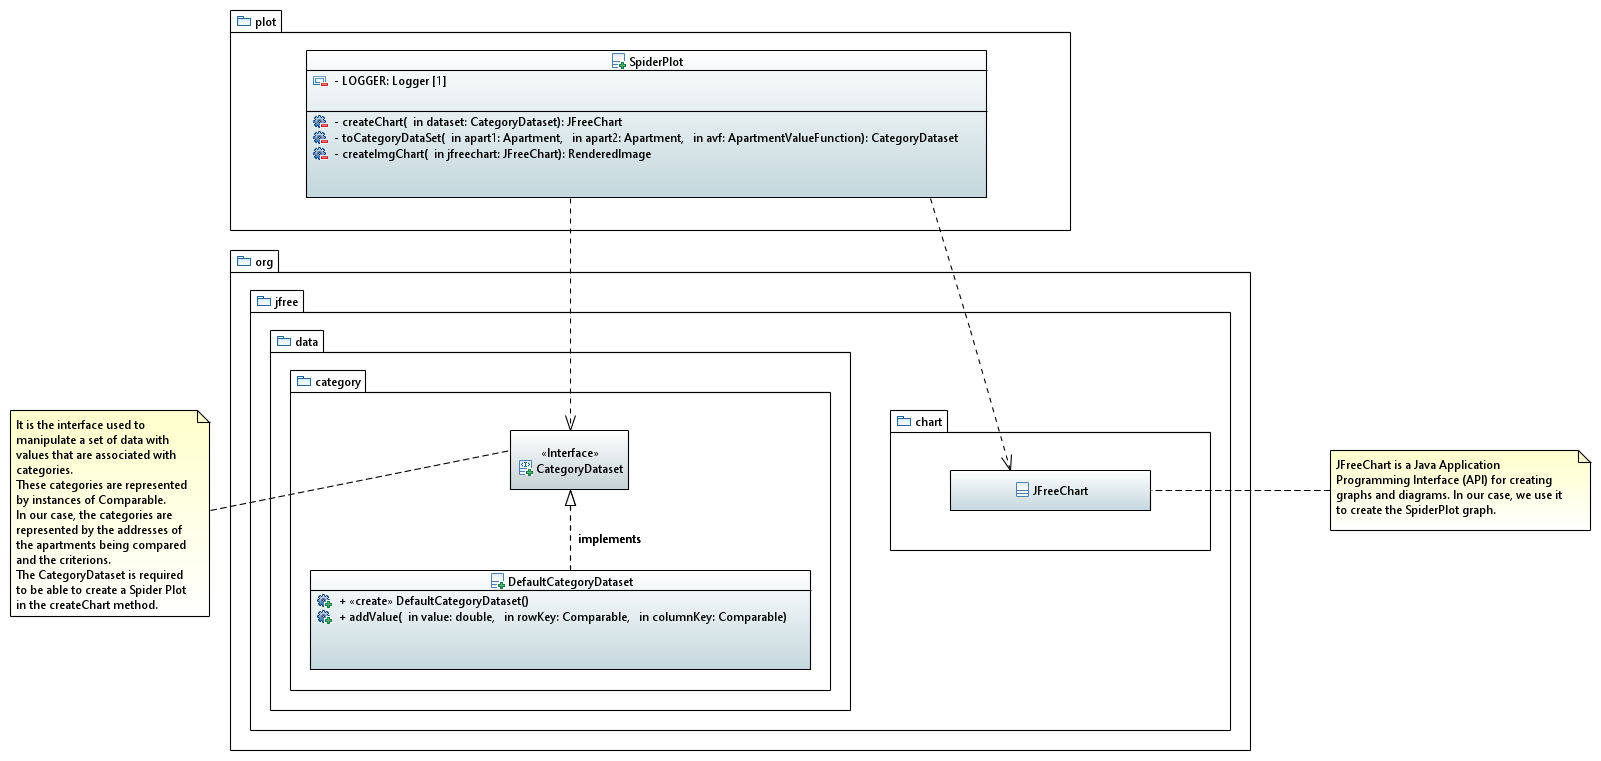 plot
SpiderPlot
- LOGGER: Logger [1]
- createChart(  in dataset: CategoryDataset): JFreeChart
- toCategoryDataSet(  in apart1: Apartment,   in apart2: Apartment,   in avf: ApartmentValueFunction): CategoryDataset
- createImgChart(  in jfreechart: JFreeChart): RenderedImage
org
jfree
data
category
«Interface»
CategoryDataset
implements
DefaultCategoryDataset
+ «create» DefaultCategoryDataset()
+ addValue(  in value: double,   in rowKey: Comparable,   in columnKey: Comparable)
chart
JFreeChart
It is the interface used to
manipulate a set of data with
values that are associated with
categories.
These categories are represented
by instances of Comparable.
In our case, the categories are
represented by the addresses of
the apartments being compared
and the criterions.
The CategoryDataset is required
to be able to create a Spider Plot
in the createChart method.
JFreeChart is a Java Application
Programming Interface (API) for creating
graphs and diagrams. In our case, we use it
to create the SpiderPlot graph.